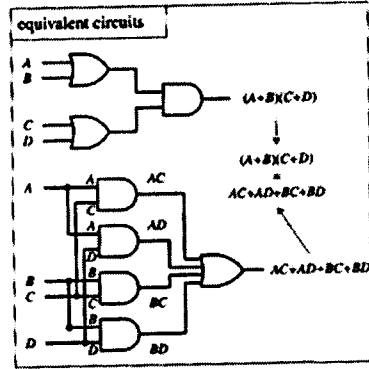 equivalent circuits
A
B
(A+B)(C+D)
C
D
(A+B)(C+D)
=
AC+AD+BC+BD
A
A
C
AC
A
D
AD
B
C
B
C
BC
AC+AD+BC+BD
B
D
D
BD